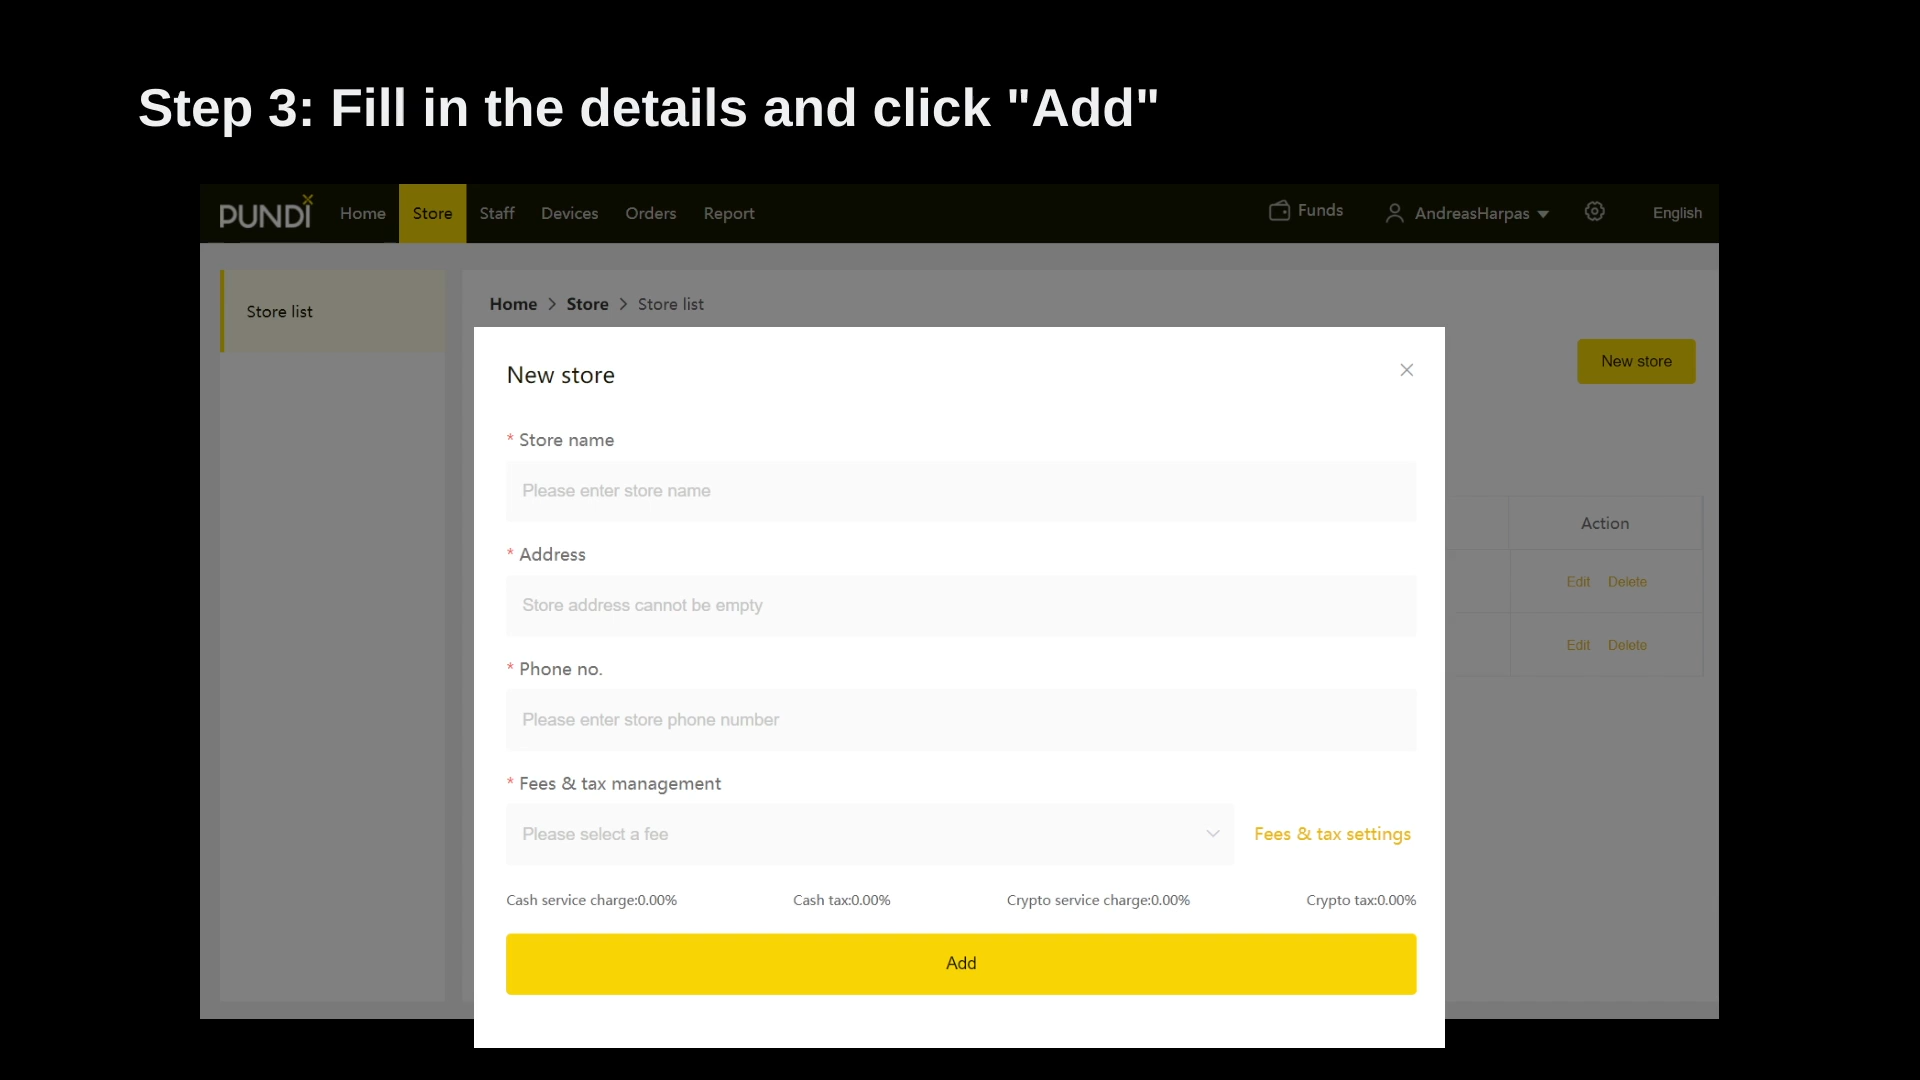 Step 3: Fill in the details and click "Add"
PUNDI X Home Store Staff Devices Orders Report Funds AndreasHarpas English
Store list
Home > Store > Store list
New store
New store
* Store name
Please enter store name
* Address
Action
Store address cannot be empty
Edit Delete
* Phone no.
Edit Delete
Please enter store phone number
* Fees & tax management
Please select a fee
Fees & tax settings
Cash service charge:0.00% Cash tax:0.00% Crypto service charge:0.00% Crypto tax:0.00%
Add